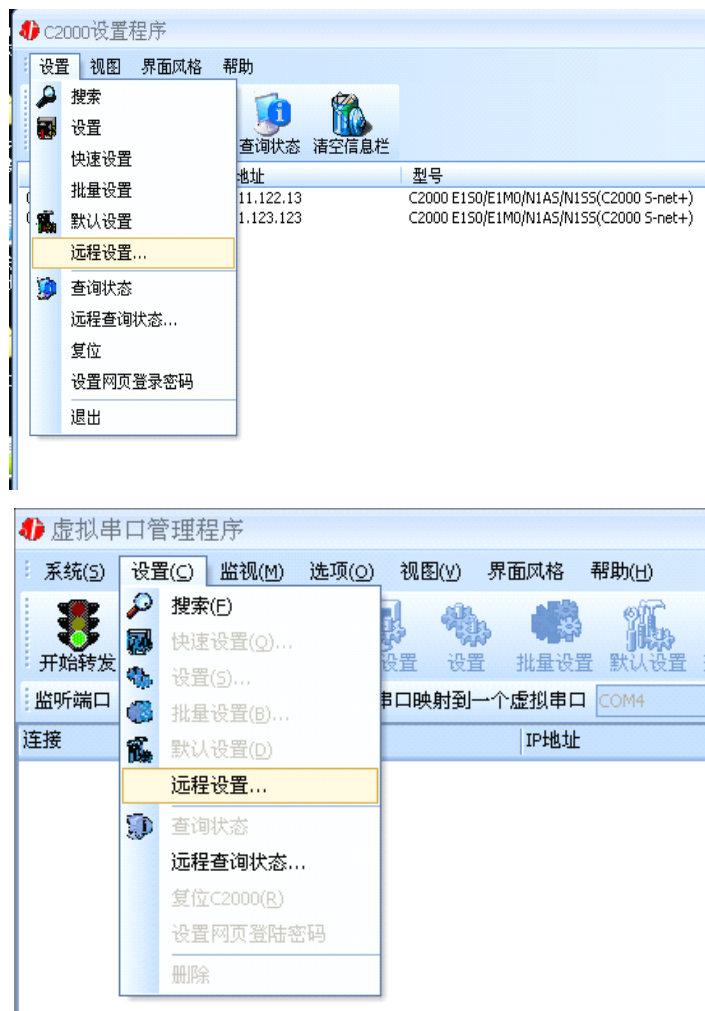 C2000设置程序
设置 视图 界面风格 帮助
搜索
设置
查询状态 清空信息栏
快速设置
地址 型号
批量设置
11.122.13 C2000 E1S0/E1M0/N1AS/N1SS(C2000 S-net+)
默认设置
1.123.123 C2000 E1S0/E1M0/N1AS/N1SS(C2000 S-net+)
远程设置...
查询状态
远程查询状态...
复位
设置网页登录密码
退出
虚拟串口管理程序
系统(S) 设置(C) 监视(M) 选项(O) 视图(V) 界面风格 帮助(H)
搜索(F)
快速设置(Q)...
开始转发 设置 设置 批量设置 默认设置
设置(S)...
监听端口 串口映射到一个虚拟串口 COM4
批量设置(B)...
连接 IP地址
默认设置(D)
远程设置...
查询状态
远程查询状态...
复位C2000(R)
设置网页登陆密码
删除